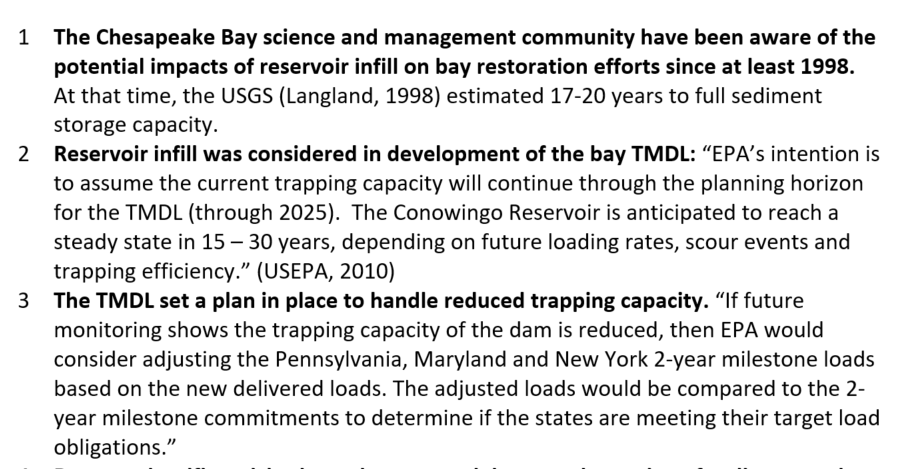 1 The Chesapeake Bay science and management community have been aware of the
potential impacts of reservoir infill on bay restoration efforts since at least 1998.
At that time, the USGS (Langland, 1998) estimated 17-20 years to full sediment
storage capacity.
2 Reservoir infill was considered in development of the bay TMDL: “EPA’s intention is
to assume the current trapping capacity will continue through the planning horizon
for the TMDL (through 2025). The Conowingo Reservoir is anticipated to reach a
steady state in 15 – 30 years, depending on future loading rates, scour events and
trapping efficiency.” (USEPA, 2010)
3 The TMDL set a plan in place to handle reduced trapping capacity. “If future
monitoring shows the trapping capacity of the dam is reduced, then EPA would
consider adjusting the Pennsylvania, Maryland and New York 2-year milestone loads
based on the new delivered loads. The adjusted loads would be compared to the 2-
year milestone commitments to determine if the states are meeting their target load
obligations.”